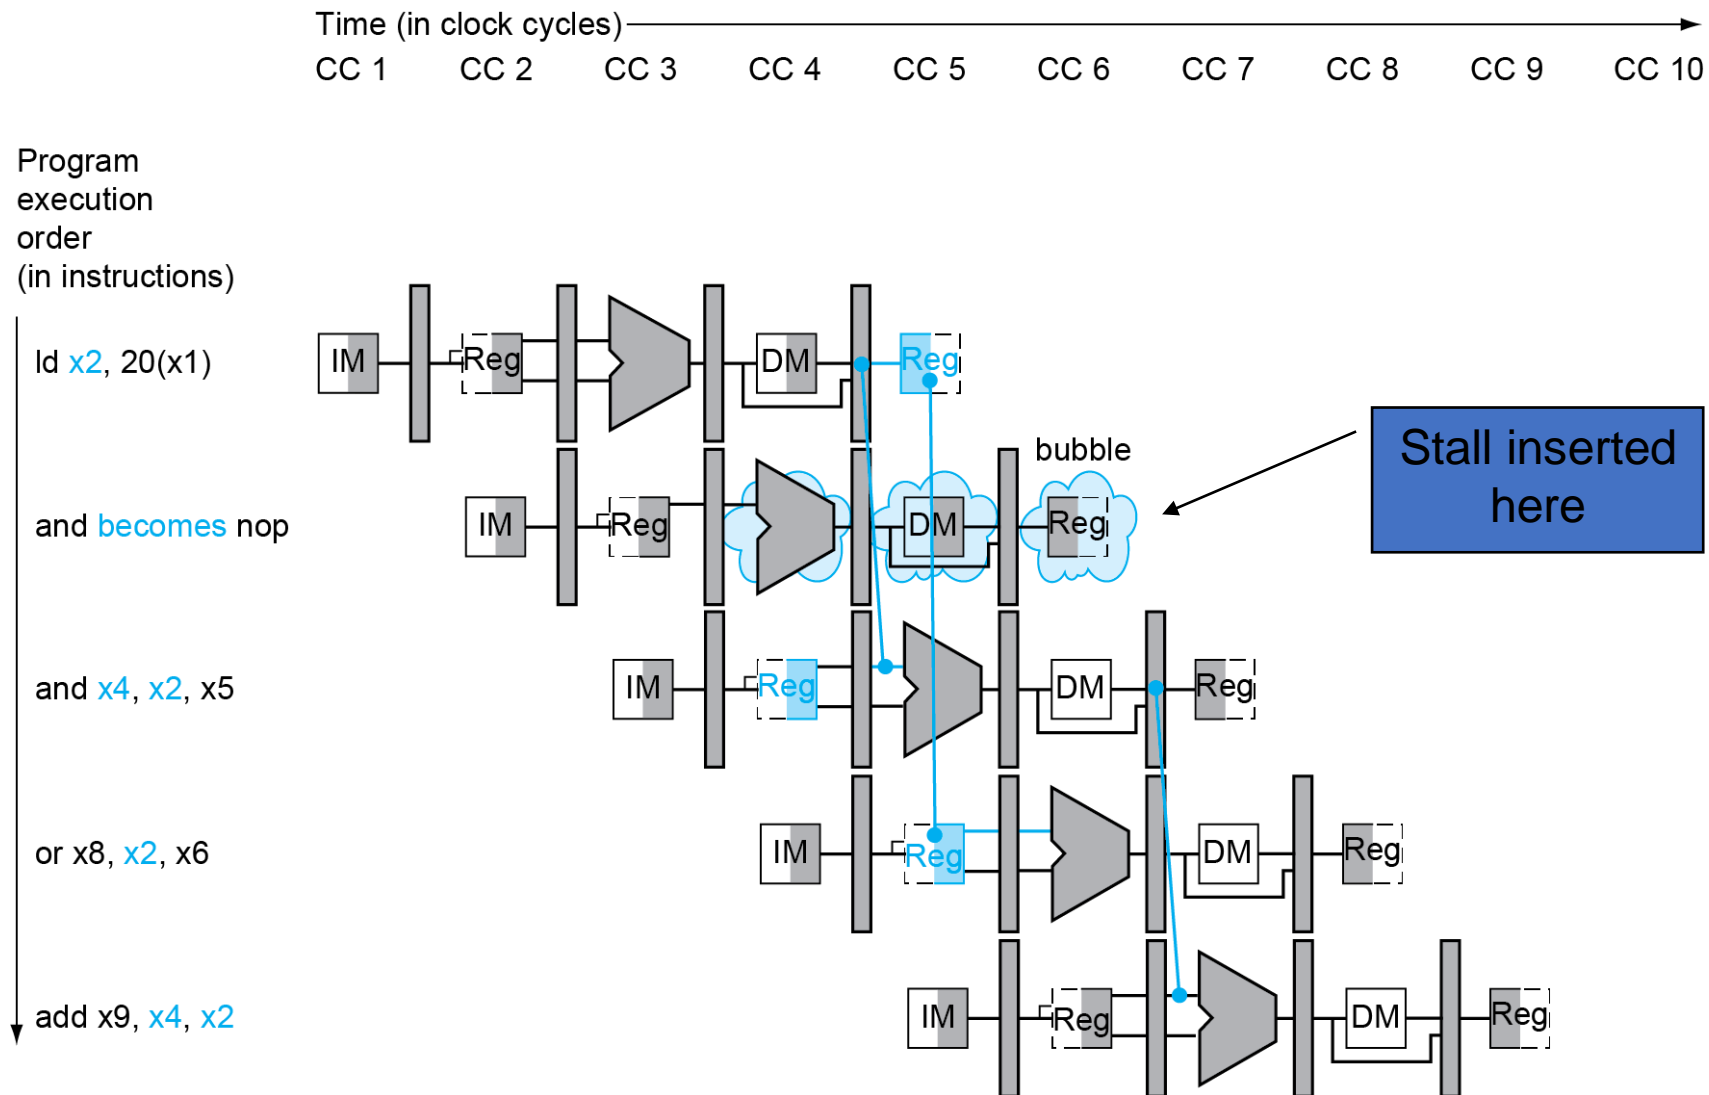 Time (in clock cycles)
CC 1 CC 2 CC 3 CC 4 CC 5 CC 6 CC 7 CC 8 CC 9 CC 10
Program
execution
order
(in instructions)
ld x2, 20(x1)
IM Reg DM Reg
bubble
Stall inserted
here
and becomes nop
IM Reg DM Reg
and x4, x2, x5
IM Reg DM Reg
or x8, x2, x6
IM Reg DM Reg
add x9, x4, x2
IM Reg DM Reg